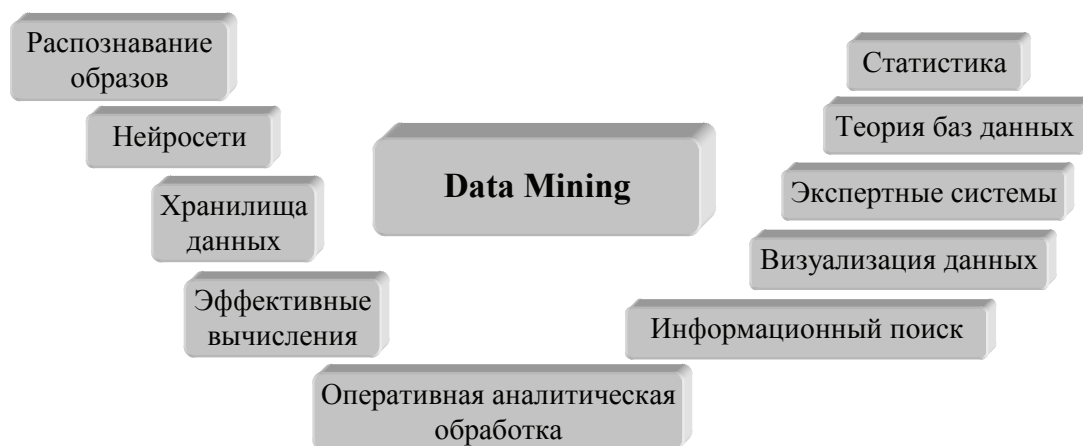 Распознавание
образов
Нейросети
Хранилища
данных
Эффективные
вычисления
Оперативная аналитическая
обработка
Data Mining
Статистика
Теория баз данных
Экспертные системы
Визуализация данных
Информационный поиск